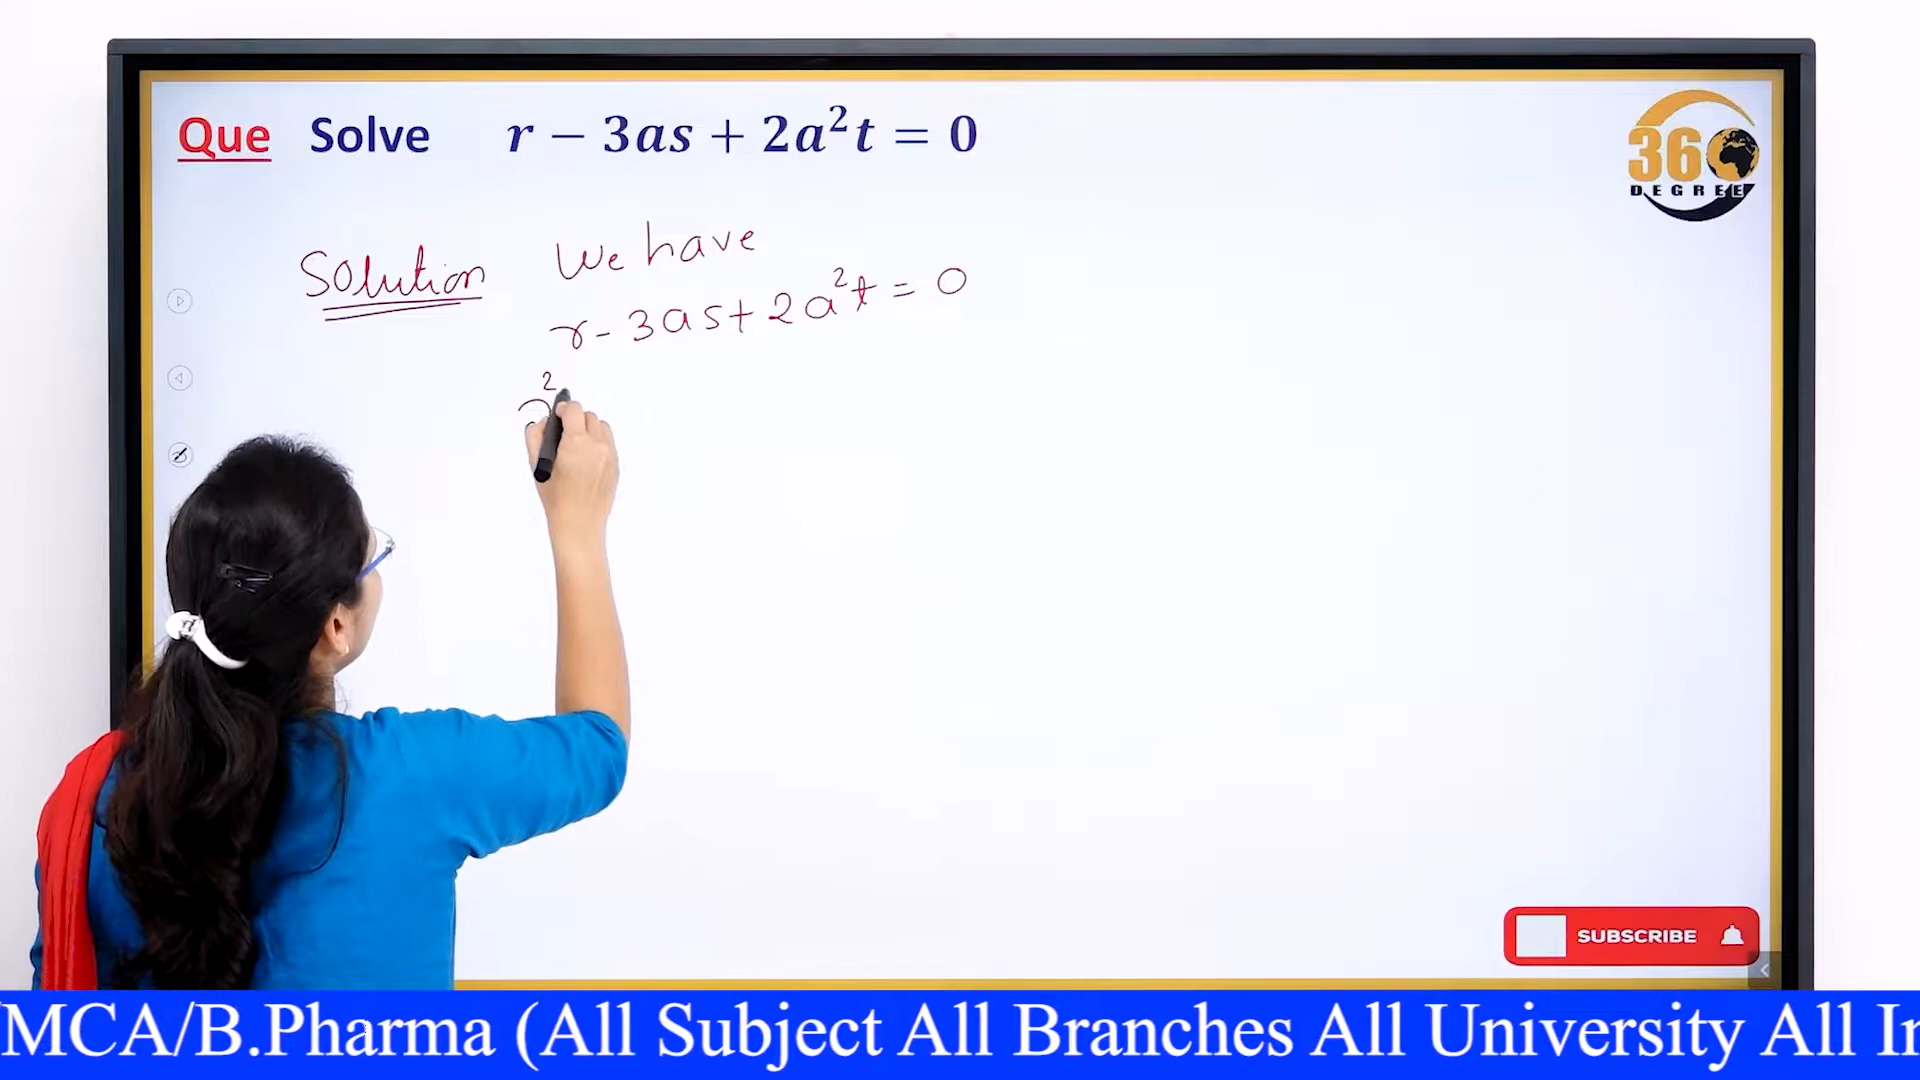 Que Solve r − 3as + 2a²t = 0
360
DEGREE
Solution We have
r - 3as + 2a²t = 0
∂²
SUBSCRIBE
/MCA/B.Pharma (All Subject All Branches All University All In